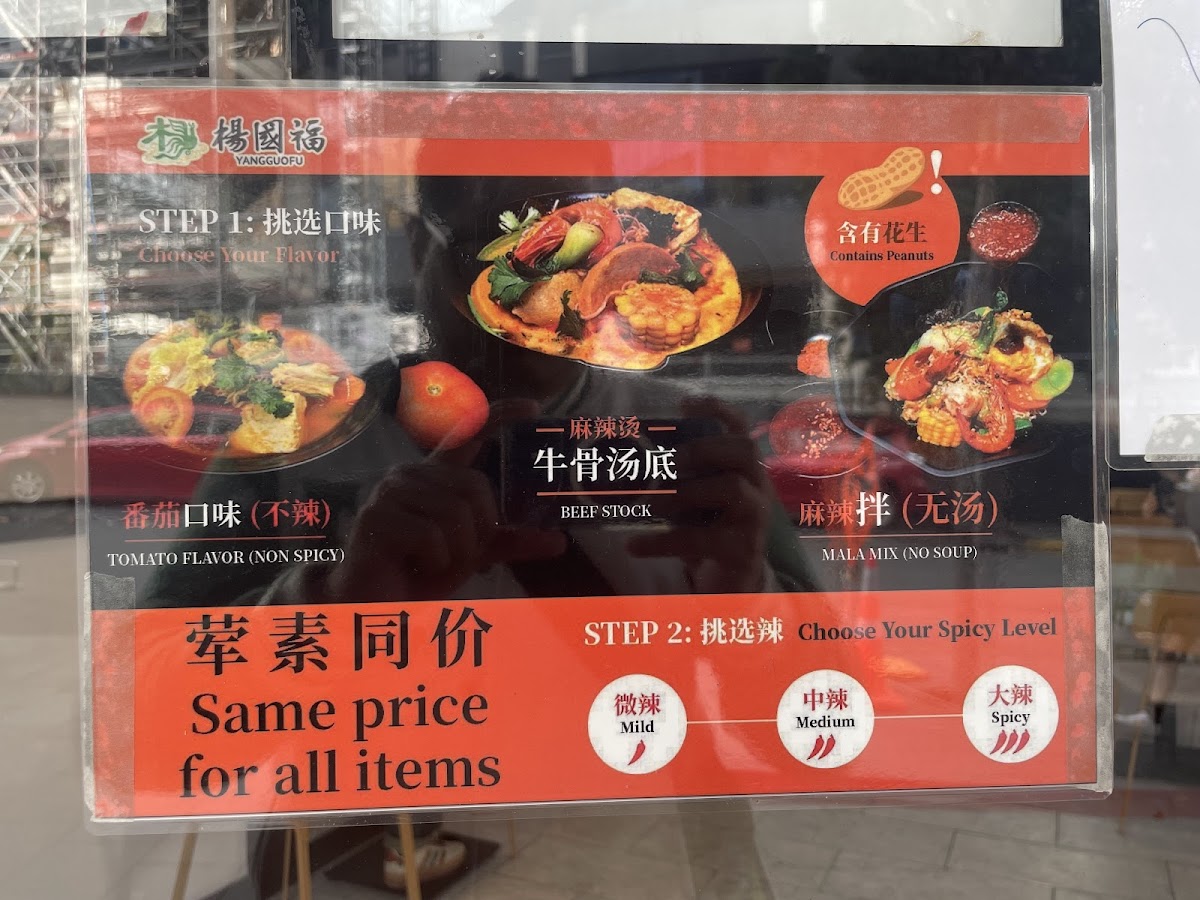 楊國福
YANGGUOFU
STEP 1: 挑选口味
Choose Your Flavor
含有花生
Contains Peanuts
番茄口味 (不辣)
TOMATO FLAVOR (NON SPICY)
麻辣烫
牛骨汤底
BEEF STOCK
麻辣拌 (无汤)
MALA MIX (NO SOUP)
荤素同价
Same price
for all items
STEP 2: 挑选辣 Choose Your Spicy Level
微辣
Mild
中辣
Medium
大辣
Spicy